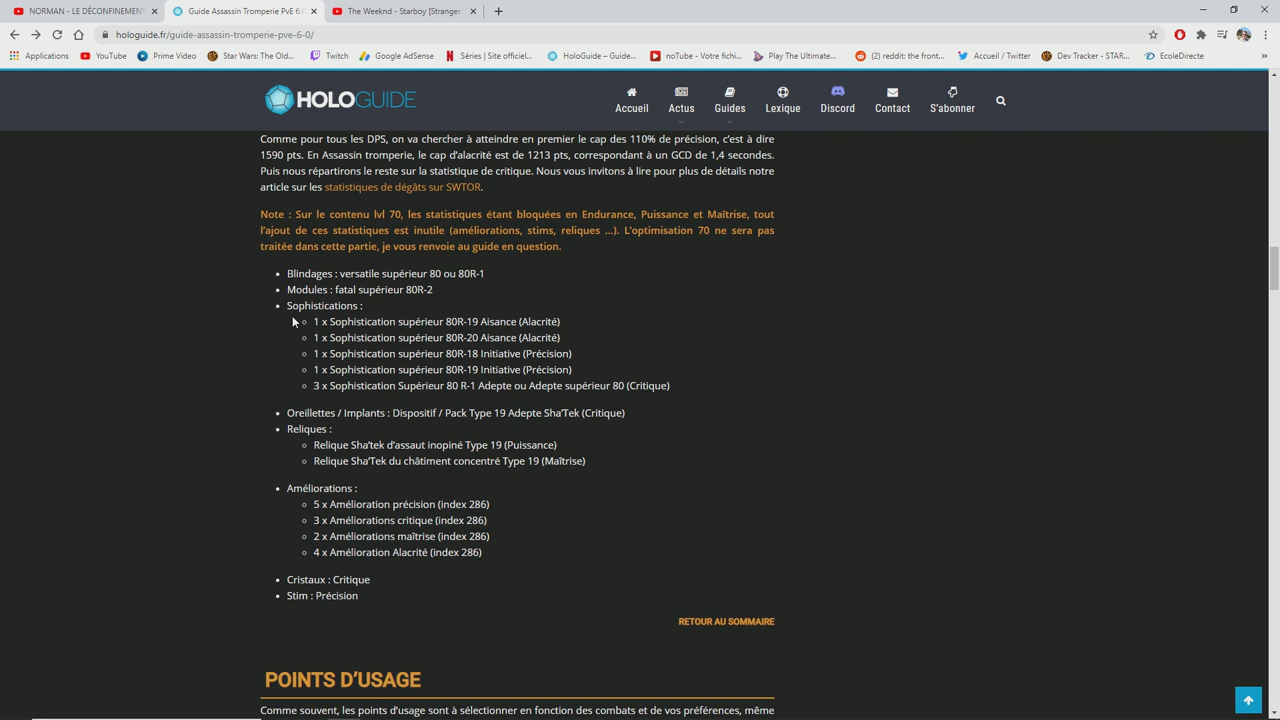 NORMAN - LE DÉCONFINEMENT
Guide Assassin Tromperie PvE 6.0
The Weeknd - Starboy [Stranger
hologuide.fr/guide-assassin-tromperie-pve-6-0/
Applications YouTube Prime Video Star Wars: The Old... Twitch Google AdSense Séries | Site officiel... HoloGuide – Guide... noTube - Votre fichi... Play The Ultimate... (2) reddit: the front... Accueil / Twitter Dev Tracker - STAR... EcoleDirecte »
HOLOGUIDE
Accueil Actus Guides Lexique Discord Contact S'abonner
Comme pour tous les DPS, on va chercher à atteindre en premier le cap des 110% de précision, c'est à dire
1590 pts. En Assassin tromperie, le cap d'alacrité est de 1213 pts, correspondant à un GCD de 1,4 secondes.
Puis nous répartirons le reste sur la statistique de critique. Nous vous invitons à lire pour plus de détails notre
article sur les statistiques de dégâts sur SWTOR.
Note : Sur le contenu lvl 70, les statistiques étant bloquées en Endurance, Puissance et Maîtrise, tout
l'ajout de ces statistiques est inutile (améliorations, stims, reliques ...). L'optimisation 70 ne sera pas
traitée dans cette partie, je vous renvoie au guide en question.
• Blindages : versatile supérieur 80 ou 80R-1
• Modules : fatal supérieur 80R-2
• Sophistications :
○ 1 x Sophistication supérieur 80R-19 Aisance (Alacrité)
○ 1 x Sophistication supérieur 80R-20 Aisance (Alacrité)
○ 1 x Sophistication supérieur 80R-18 Initiative (Précision)
○ 1 x Sophistication supérieur 80R-19 Initiative (Précision)
○ 3 x Sophistication Supérieur 80 R-1 Adepte ou Adepte supérieur 80 (Critique)
• Oreillettes / Implants : Dispositif / Pack Type 19 Adepte Sha'Tek (Critique)
• Reliques :
○ Relique Sha'tek d'assaut inopiné Type 19 (Puissance)
○ Relique Sha'Tek du châtiment concentré Type 19 (Maîtrise)
• Améliorations :
○ 5 x Amélioration précision (index 286)
○ 3 x Améliorations critique (index 286)
○ 2 x Améliorations maîtrise (index 286)
○ 4 x Amélioration Alacrité (index 286)
• Cristaux : Critique
• Stim : Précision
RETOUR AU SOMMAIRE
POINTS D'USAGE
Comme souvent, les points d'usage sont à sélectionner en fonction des combats et de vos préférences, même